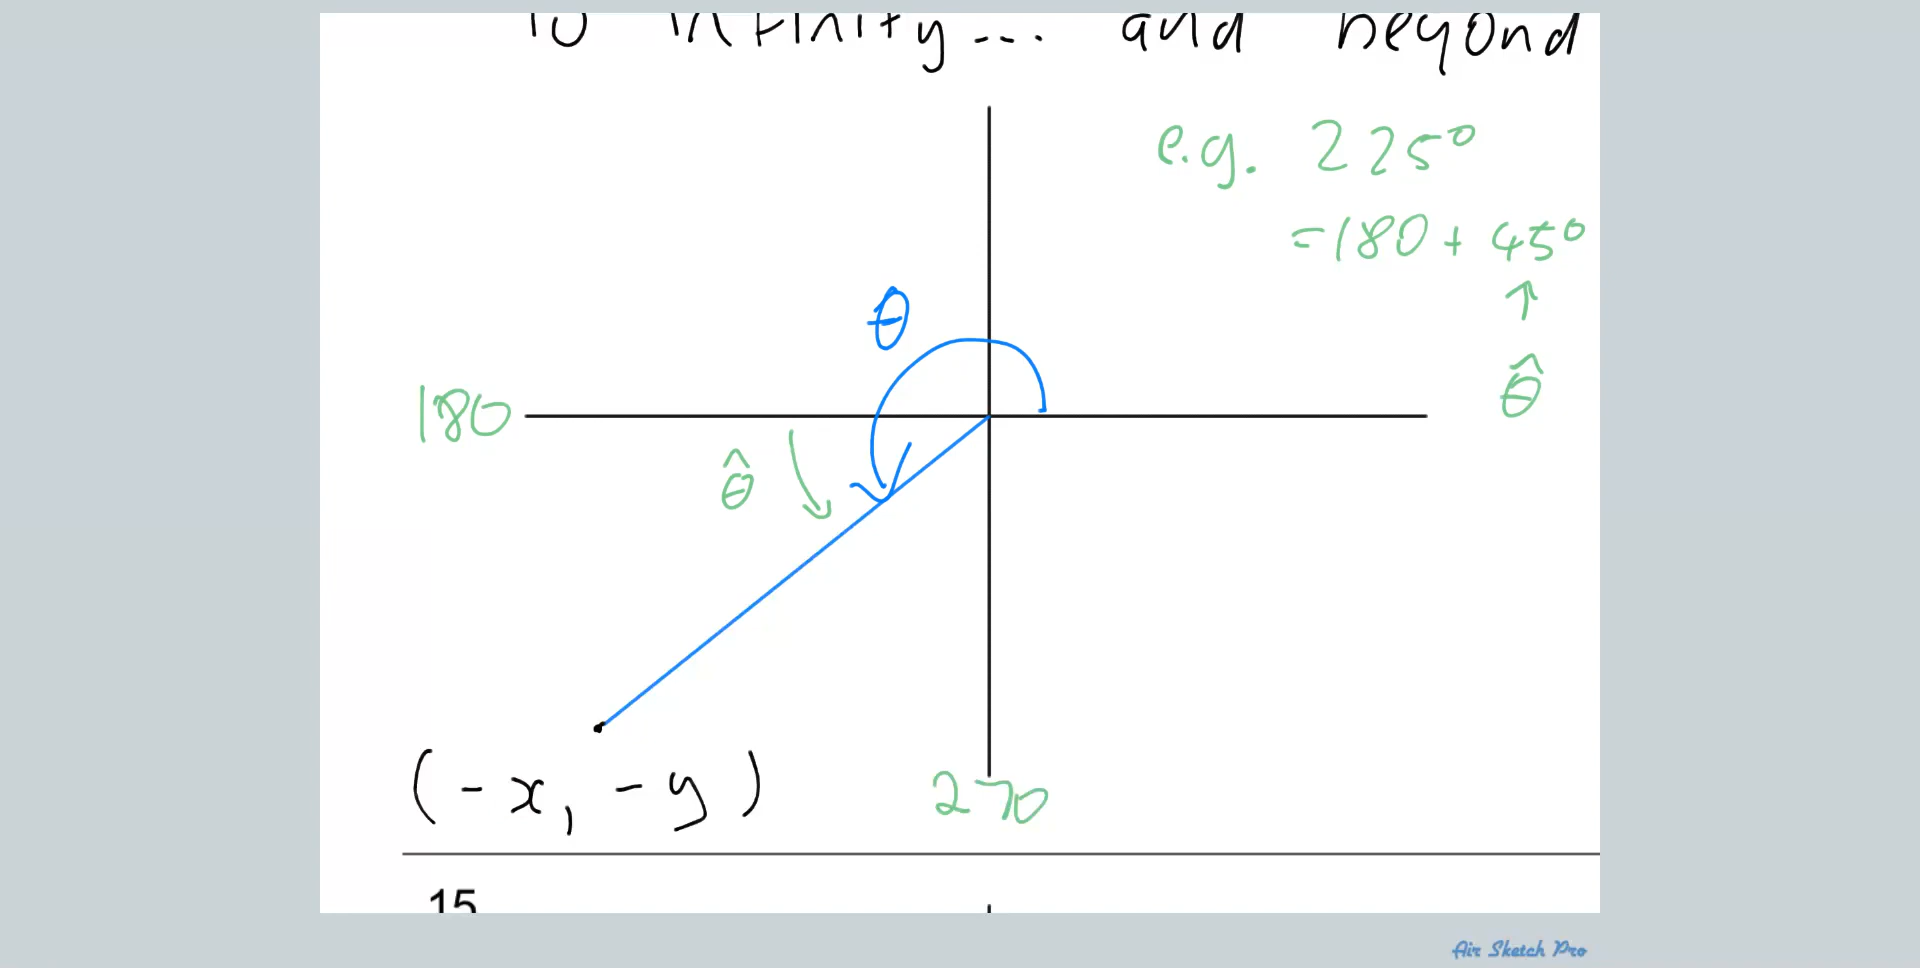 To infinity... and beyond
e.g. 225°
=180 + 45°
↑
θ
θ̂
180
θ̂
(-x, -y)
270
15
Air Sketch Pro